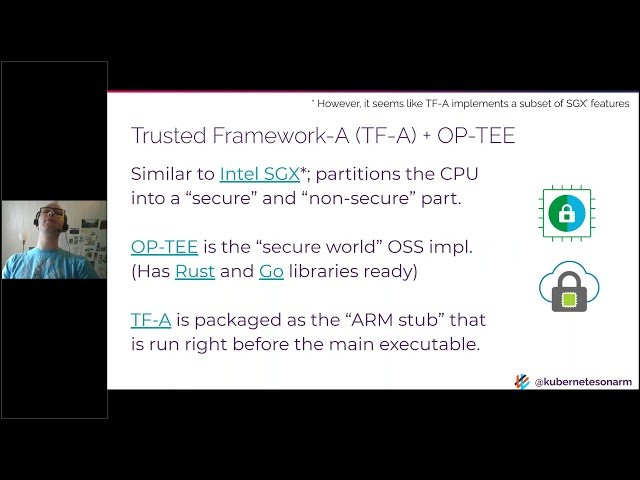 * However, it seems like TF-A implements a subset of SGX' features
Trusted Framework-A (TF-A) + OP-TEE
Similar to Intel SGX*; partitions the CPU
into a “secure” and “non-secure” part.
OP-TEE is the “secure world” OSS impl.
(Has Rust and Go libraries ready)
TF-A is packaged as the “ARM stub” that
is run right before the main executable.
@kubernetesonarm